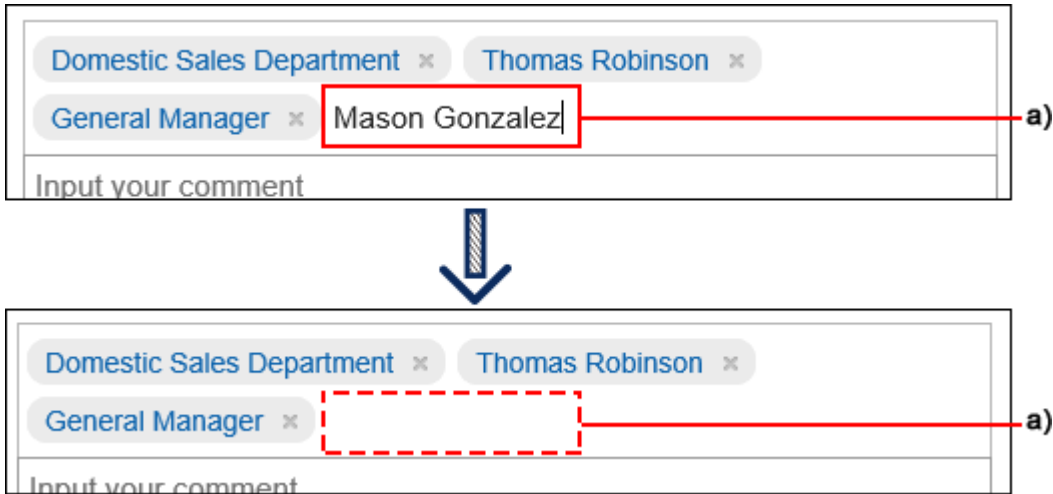 Domestic Sales Department × Thomas Robinson ×
General Manager × Mason Gonzalez a)
Input your comment
Domestic Sales Department × Thomas Robinson ×
General Manager × a)
Input your comment